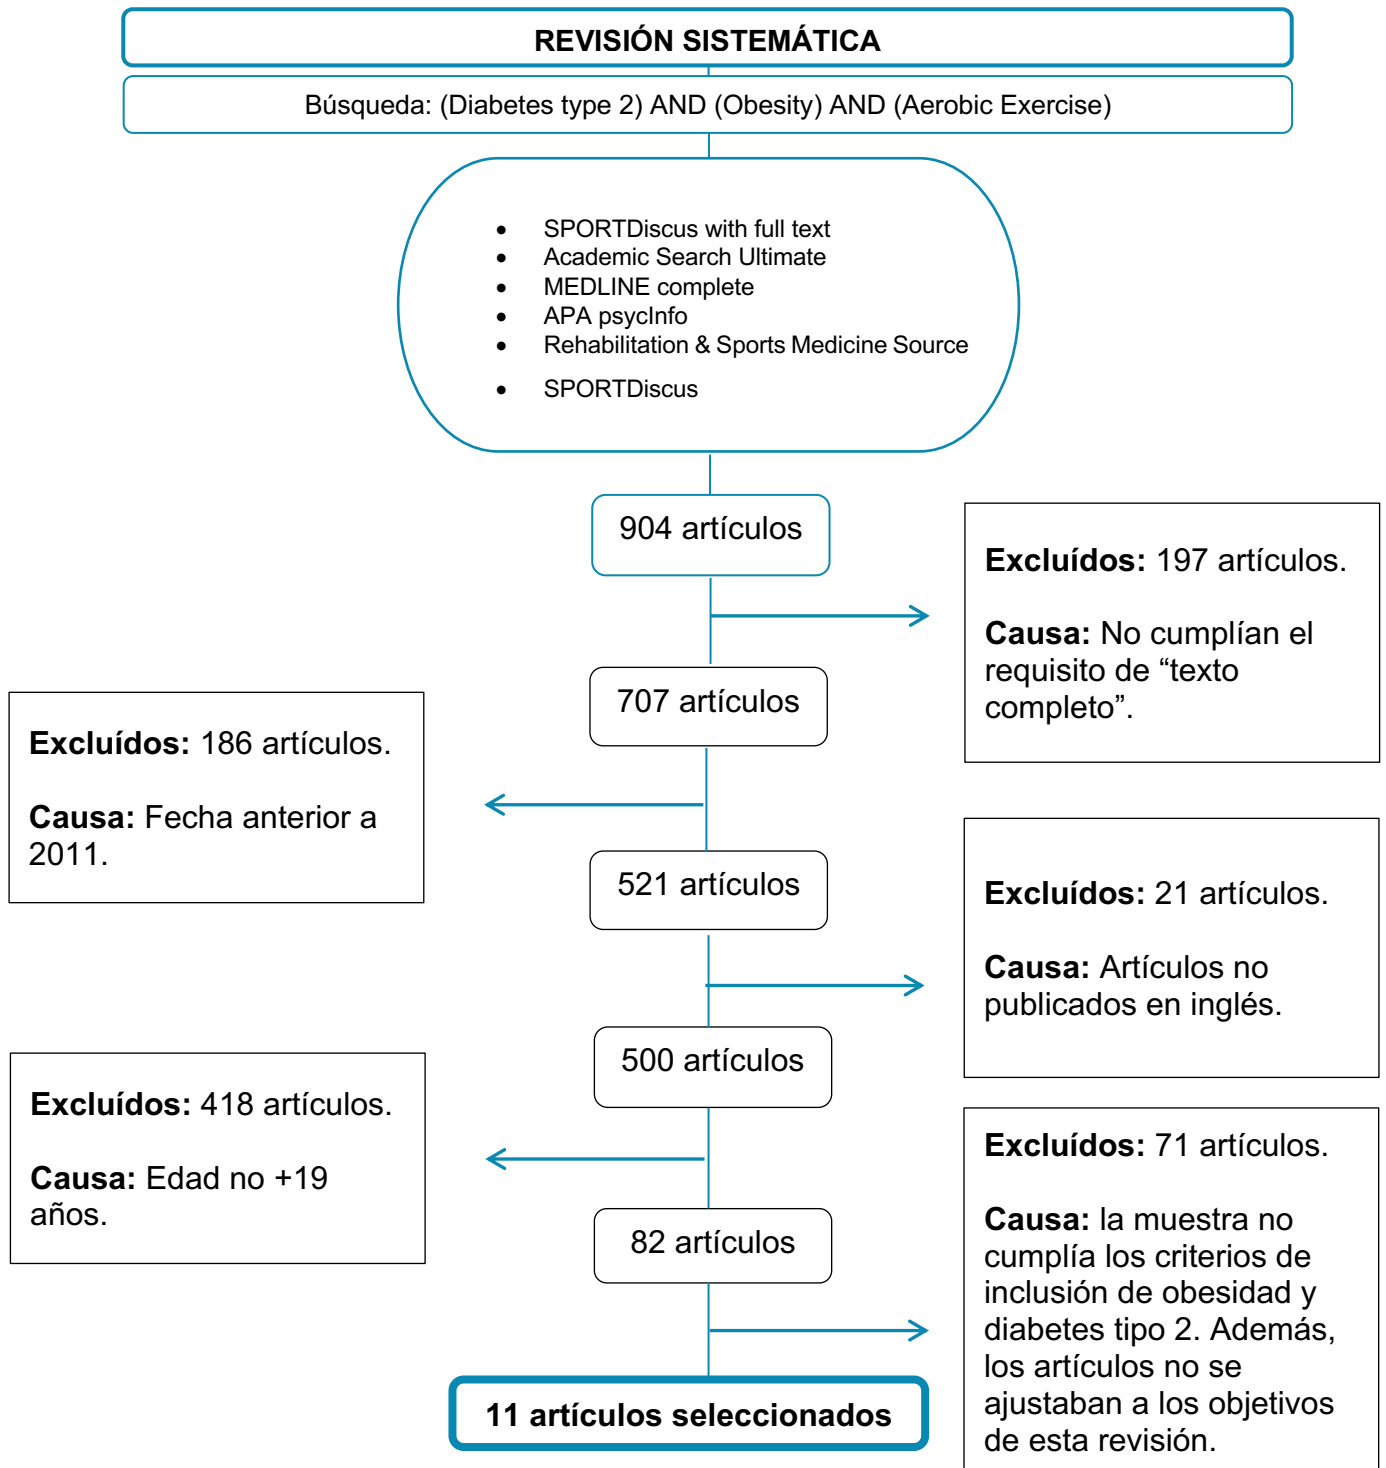 REVISIÓN SISTEMÁTICA
Búsqueda: (Diabetes type 2) AND (Obesity) AND (Aerobic Exercise)
• SPORTDiscus with full text
• Academic Search Ultimate
• MEDLINE complete
• APA psycInfo
• Rehabilitation & Sports Medicine Source
• SPORTDiscus
904 artículos
Excluídos: 197 artículos.
Causa: No cumplían el
requisito de “texto
completo”.
707 artículos
Excluídos: 186 artículos.
Causa: Fecha anterior a
2011.
521 artículos
Excluídos: 21 artículos.
Causa: Artículos no
publicados en inglés.
500 artículos
Excluídos: 418 artículos.
Causa: Edad no +19
años.
82 artículos
Excluídos: 71 artículos.
Causa: la muestra no
cumplía los criterios de
inclusión de obesidad y
diabetes tipo 2. Además,
los artículos no se
ajustaban a los objetivos
de esta revisión.
11 artículos seleccionados